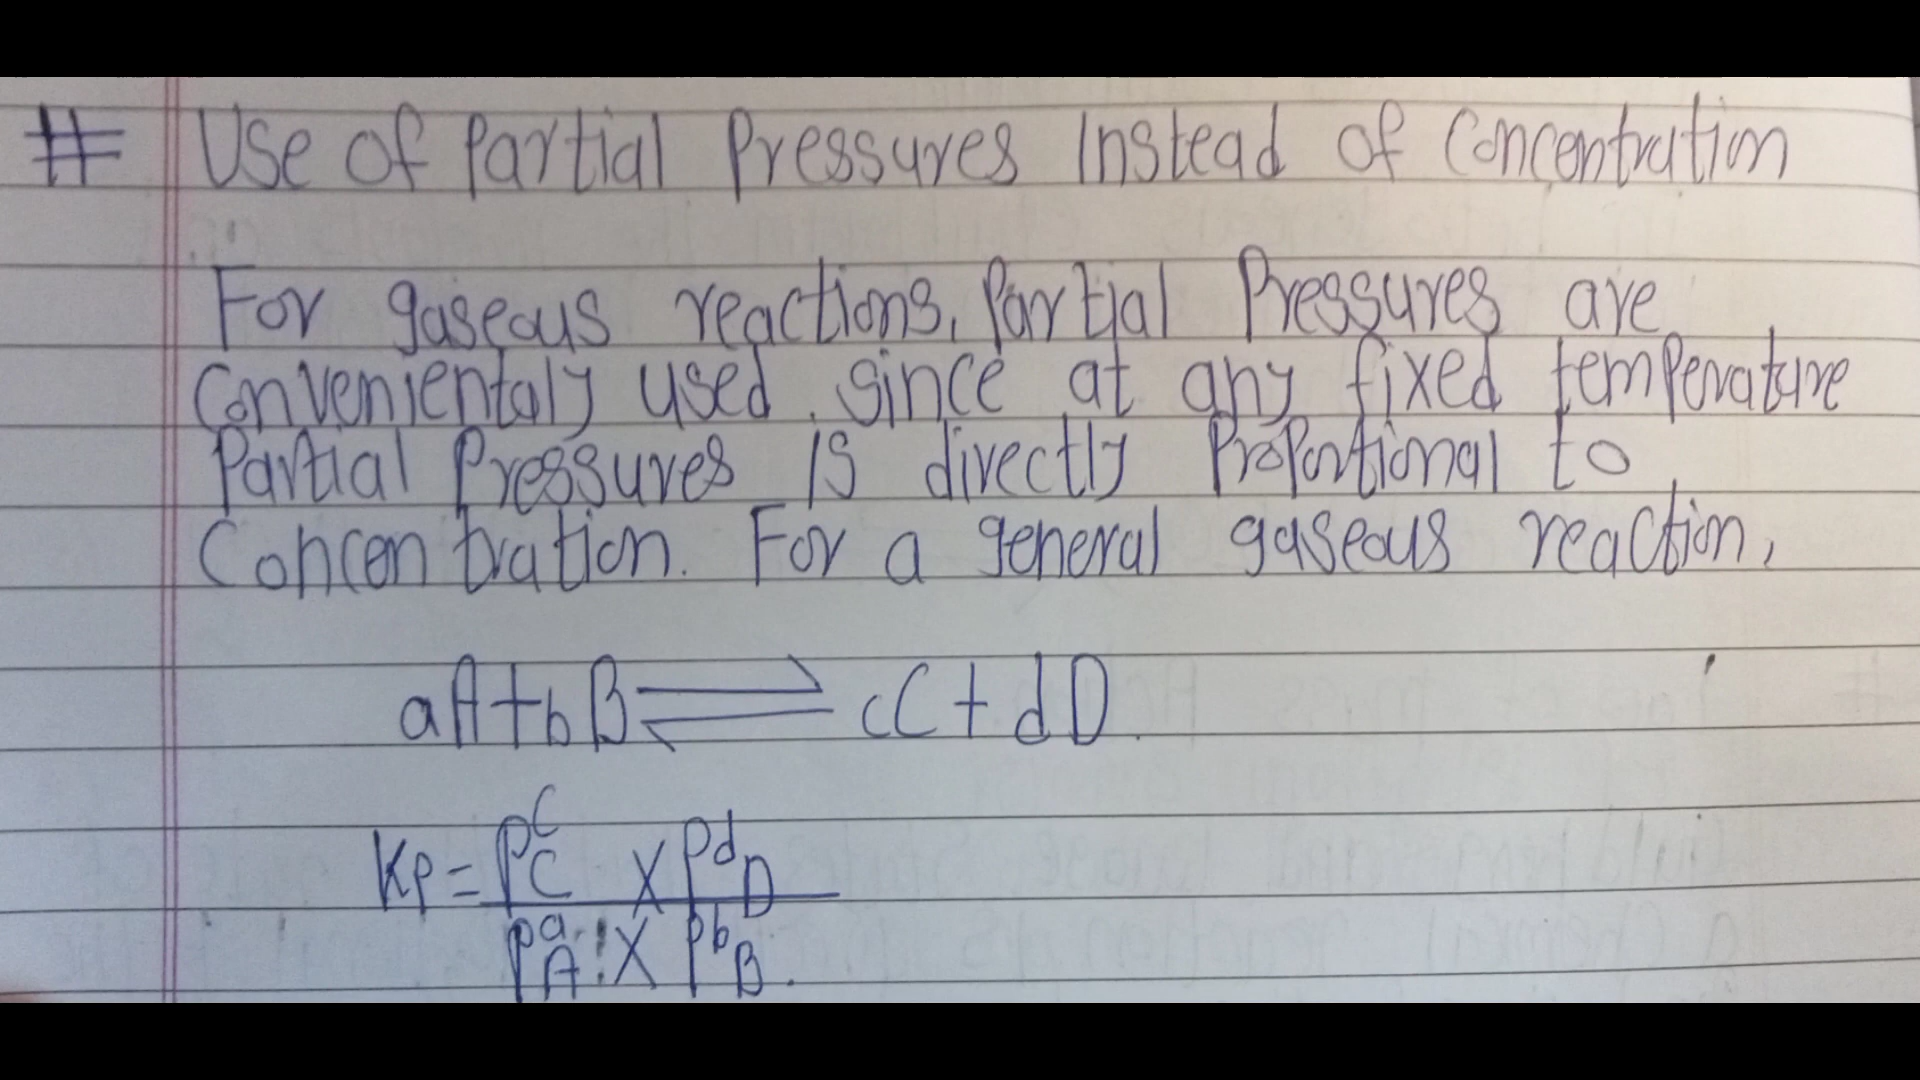 # Use of Partial Pressures Instead of Concentration
For gaseous reactions, Partial Pressures are
Convenientaly used, since at any fixed temperature
Partial Pressures is directly Proportional to
Concentration. For a general gaseous reaction,
aA+bB⇌cC+dD.
Kp=P^c_C X P^d_D
P^a_A X P^b_B.